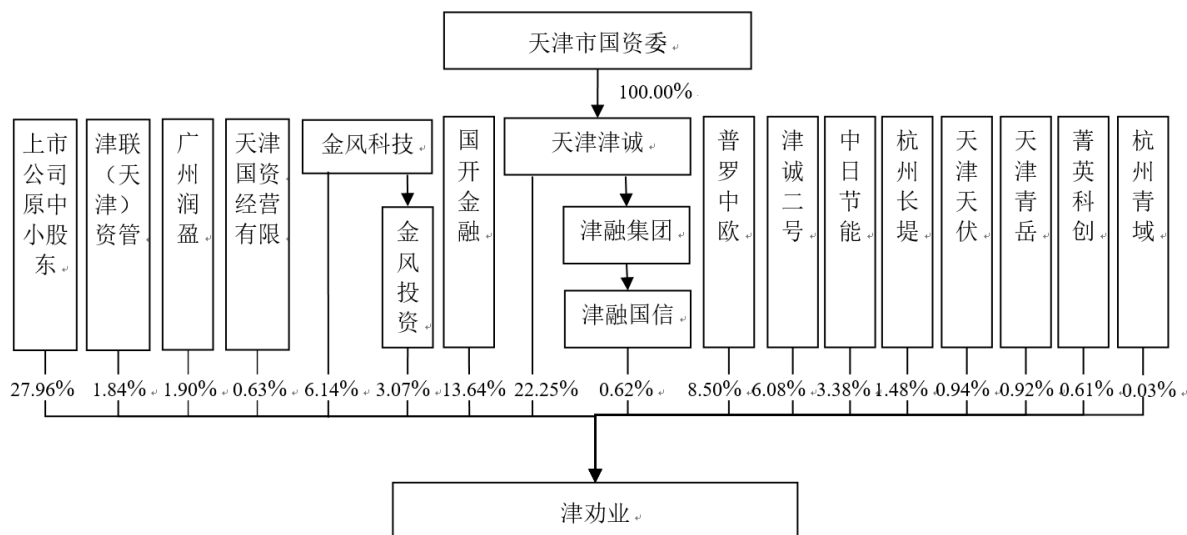 天津市国资委
100.00%
上市
公司
原中
小股
东
津联
（天
津）
资管
广
州
润
盈
天津
国资
经营
有限
金风科技
金
风
投
资
国
开
金
融
天津津诚
津融集团
津融国信
普
罗
中
欧
津
诚
二
号
中
日
节
能
杭
州
长
堤
天
津
天
伏
天
津
青
岳
菁
英
科
创
杭
州
青
域
27.96% 1.84% 1.90% 0.63% 6.14% 3.07% 13.64% 22.25% 0.62% 8.50% 6.08% 3.38% 1.48% 0.94% 0.92% 0.61% 0.03%
津劝业